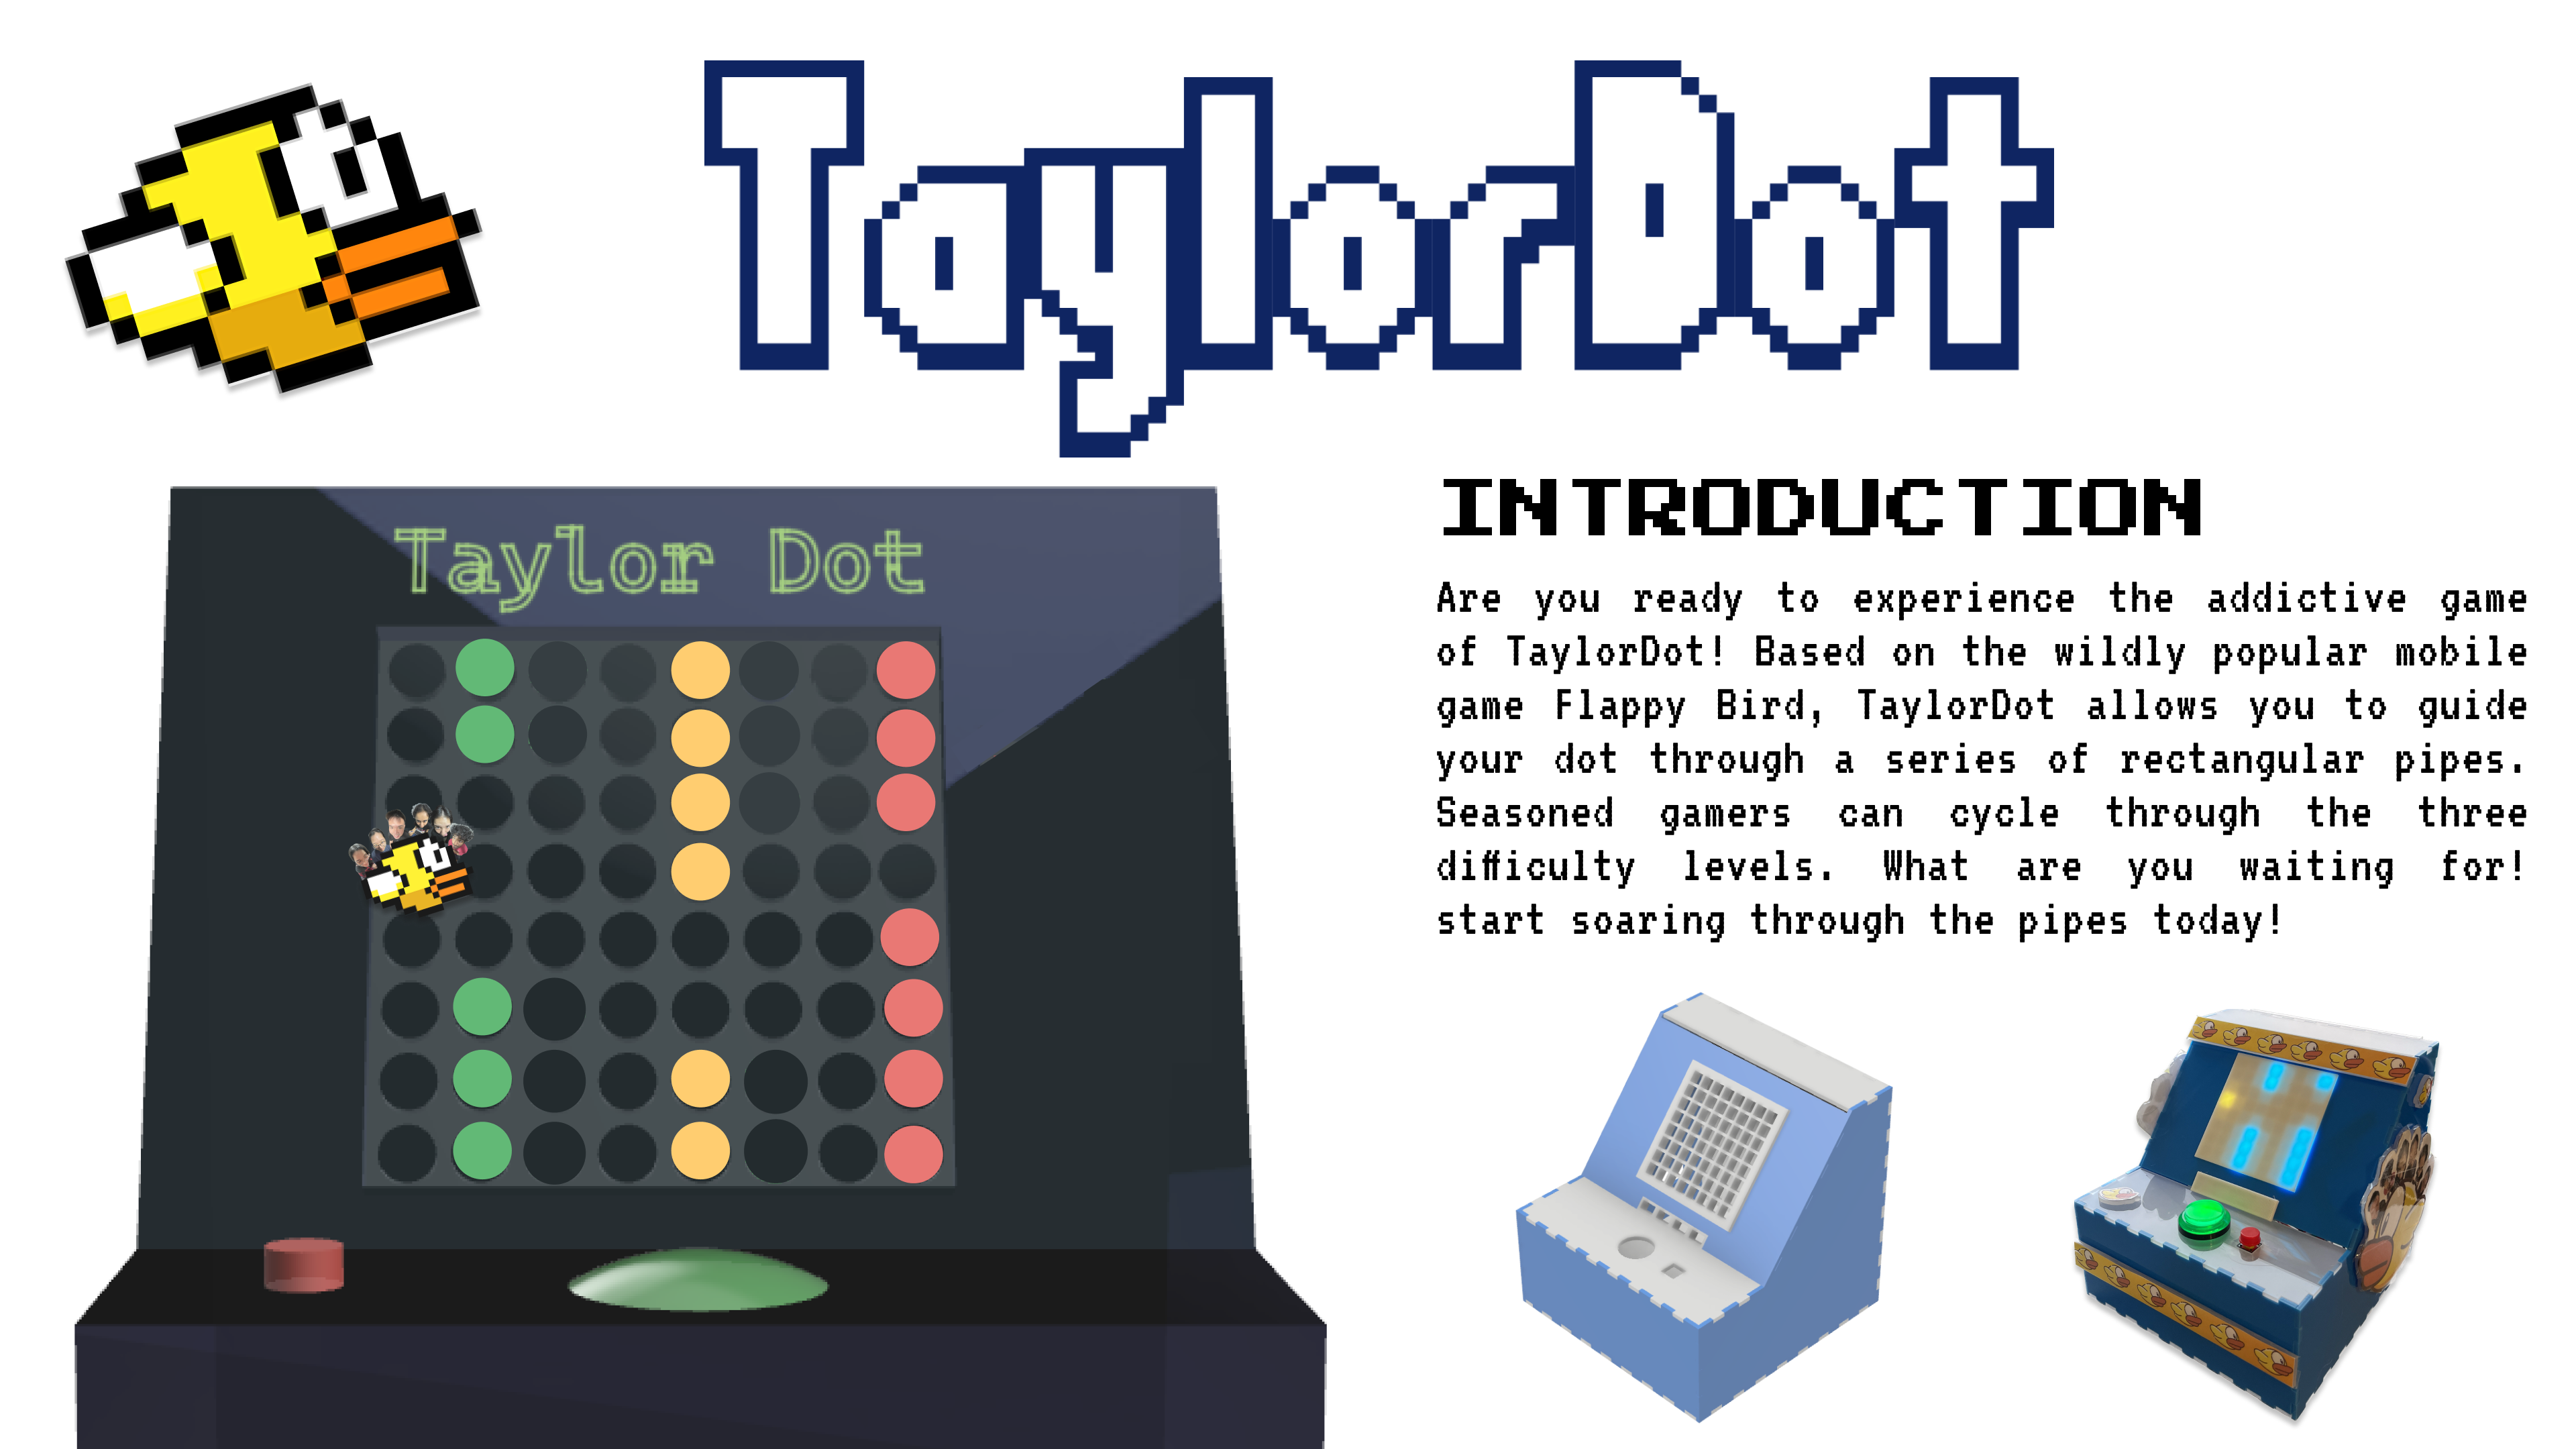 TaylorDot
Taylor Dot
INTRODUCTION
Are you ready to experience the addictive game
of TaylorDot! Based on the wildly popular mobile
game Flappy Bird, TaylorDot allows you to guide
your dot through a series of rectangular pipes.
Seasoned gamers can cycle through the three
difficulty levels. What are you waiting for!
start soaring through the pipes today!